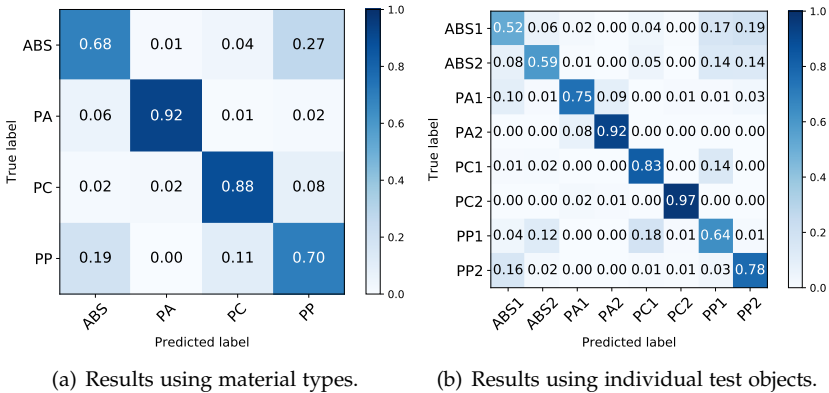 ABS 0.68 0.01 0.04 0.27
PA 0.06 0.92 0.01 0.02
PC 0.02 0.02 0.88 0.08
PP 0.19 0.00 0.11 0.70
ABS PA PC PP
True label
Predicted label
1.0
0.8
0.6
0.4
0.2
0.0
(a) Results using material types.
ABS1 0.52 0.06 0.02 0.00 0.04 0.00 0.17 0.19
ABS2 0.08 0.59 0.01 0.00 0.05 0.00 0.14 0.14
PA1 0.10 0.01 0.75 0.09 0.00 0.01 0.01 0.03
PA2 0.00 0.00 0.08 0.92 0.00 0.00 0.00 0.00
PC1 0.01 0.02 0.00 0.00 0.83 0.00 0.14 0.00
PC2 0.00 0.00 0.02 0.01 0.00 0.97 0.00 0.00
PP1 0.04 0.12 0.00 0.00 0.18 0.01 0.64 0.01
PP2 0.16 0.02 0.00 0.00 0.01 0.01 0.03 0.78
ABS1 ABS2 PA1 PA2 PC1 PC2 PP1 PP2
True label
Predicted label
1.0
0.8
0.6
0.4
0.2
0.0
(b) Results using individual test objects.